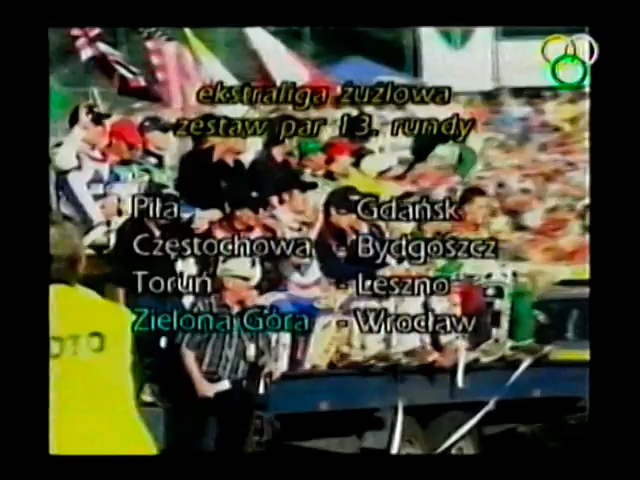 ekstraliga żużlowa
zestaw par 13. rundy
Piła - Gdańsk
Częstochowa - Bydgoszcz
Toruń - Leszno
Zielona Góra - Wrocław
OTO